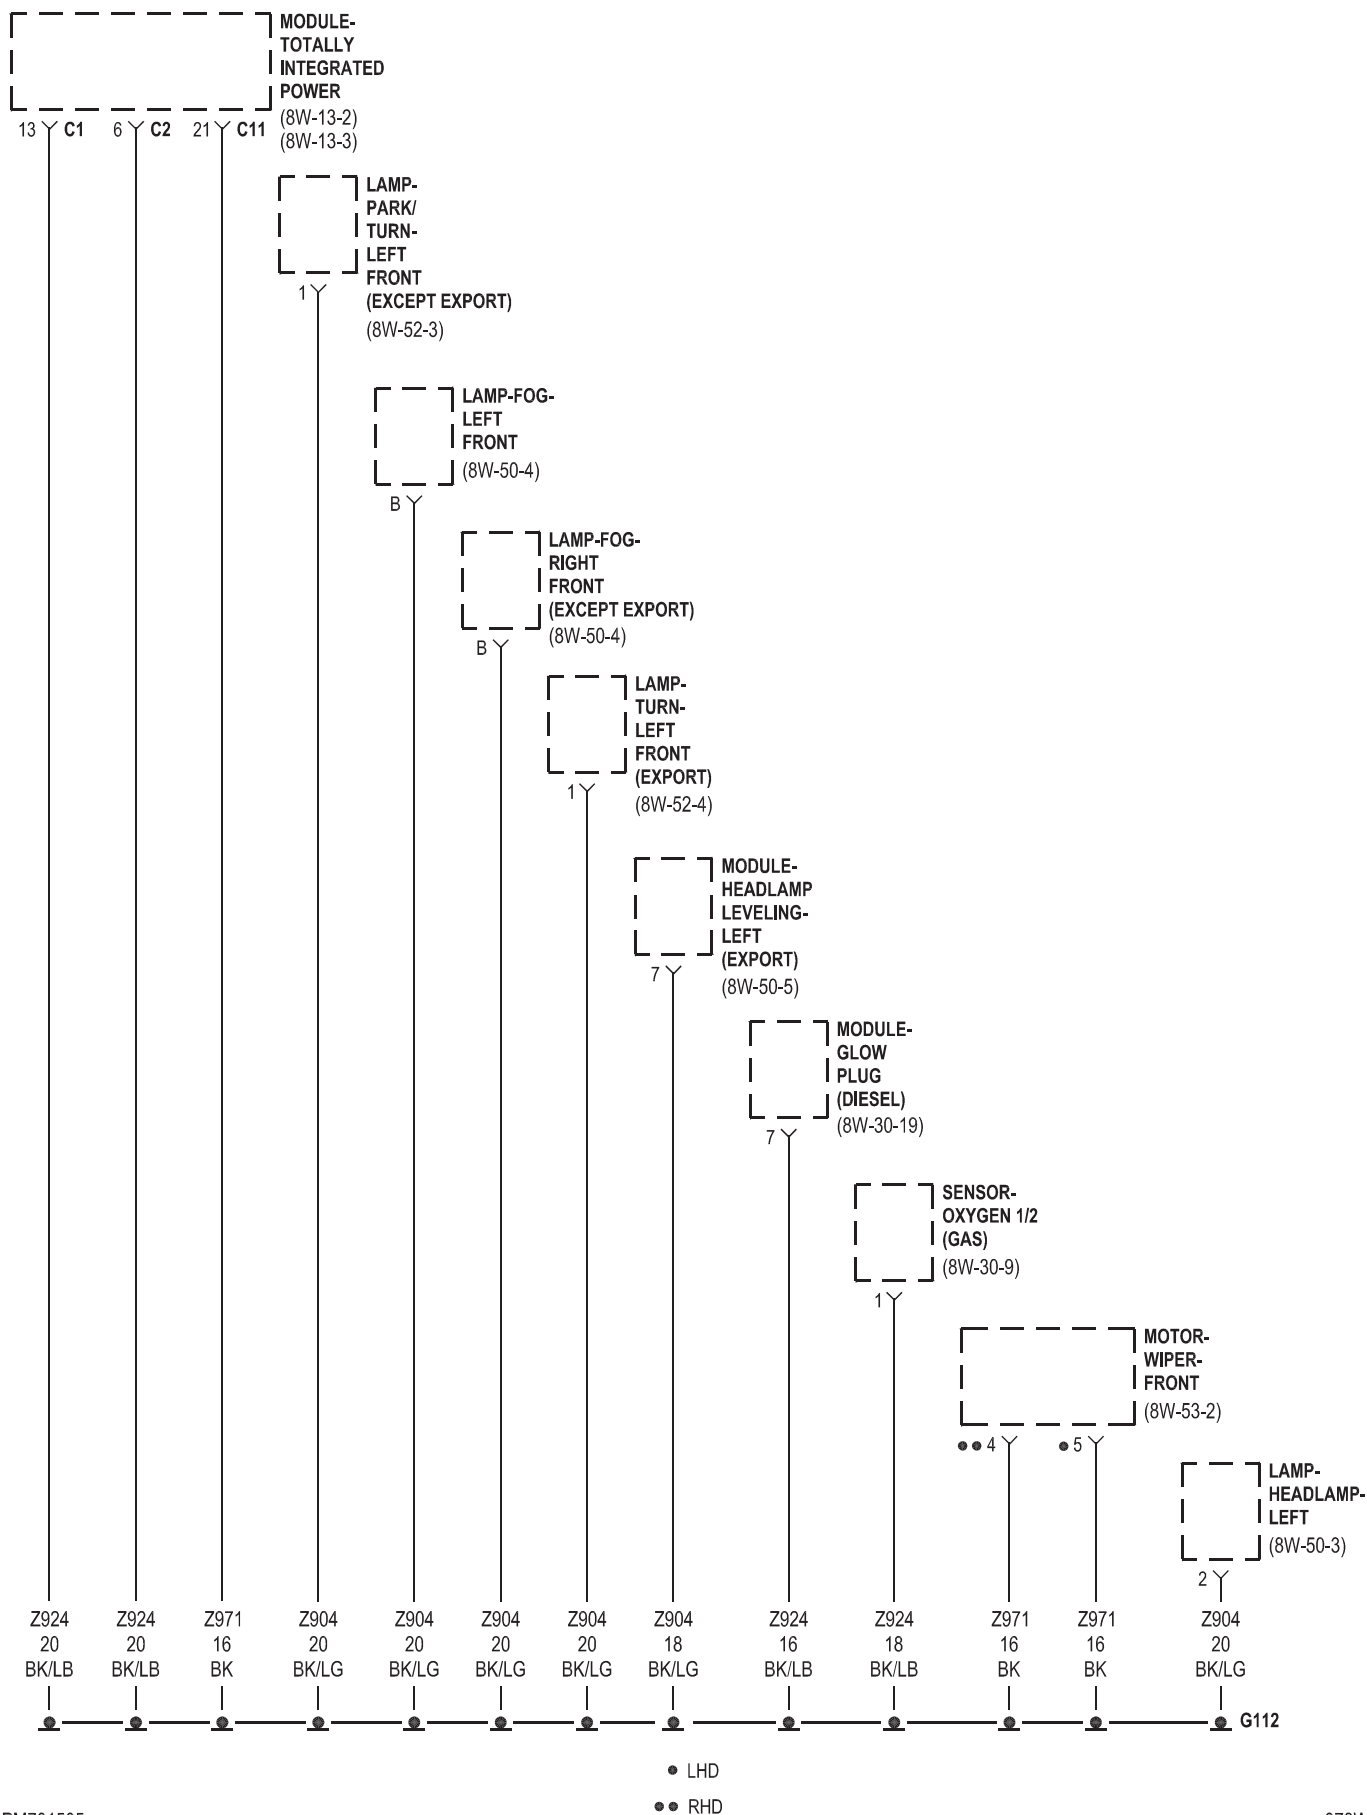 MODULE-
TOTALLY
INTEGRATED
POWER
(8W-13-2)
(8W-13-3)
13 C1 6 C2 21 C11
LAMP-
PARK/
TURN-
LEFT
FRONT
(EXCEPT EXPORT)
(8W-52-3)
1
LAMP-FOG-
LEFT
FRONT
(8W-50-4)
B
LAMP-FOG-
RIGHT
FRONT
(EXCEPT EXPORT)
(8W-50-4)
B
LAMP-
TURN-
LEFT
FRONT
(EXPORT)
(8W-52-4)
1
MODULE-
HEADLAMP
LEVELING-
LEFT
(EXPORT)
(8W-50-5)
7
MODULE-
GLOW
PLUG
(DIESEL)
(8W-30-19)
7
SENSOR-
OXYGEN 1/2
(GAS)
(8W-30-9)
1
MOTOR-
WIPER-
FRONT
(8W-53-2)
4 5
LAMP-
HEADLAMP-
LEFT
(8W-50-3)
2
Z924 Z924 Z971 Z904 Z904 Z904 Z904 Z904 Z924 Z924 Z971 Z971 Z904
20 20 16 20 20 20 20 18 16 18 16 16 20
BK/LB BK/LB BK BK/LG BK/LG BK/LG BK/LG BK/LG BK/LB BK/LB BK BK BK/LG
G112
LHD
RHD